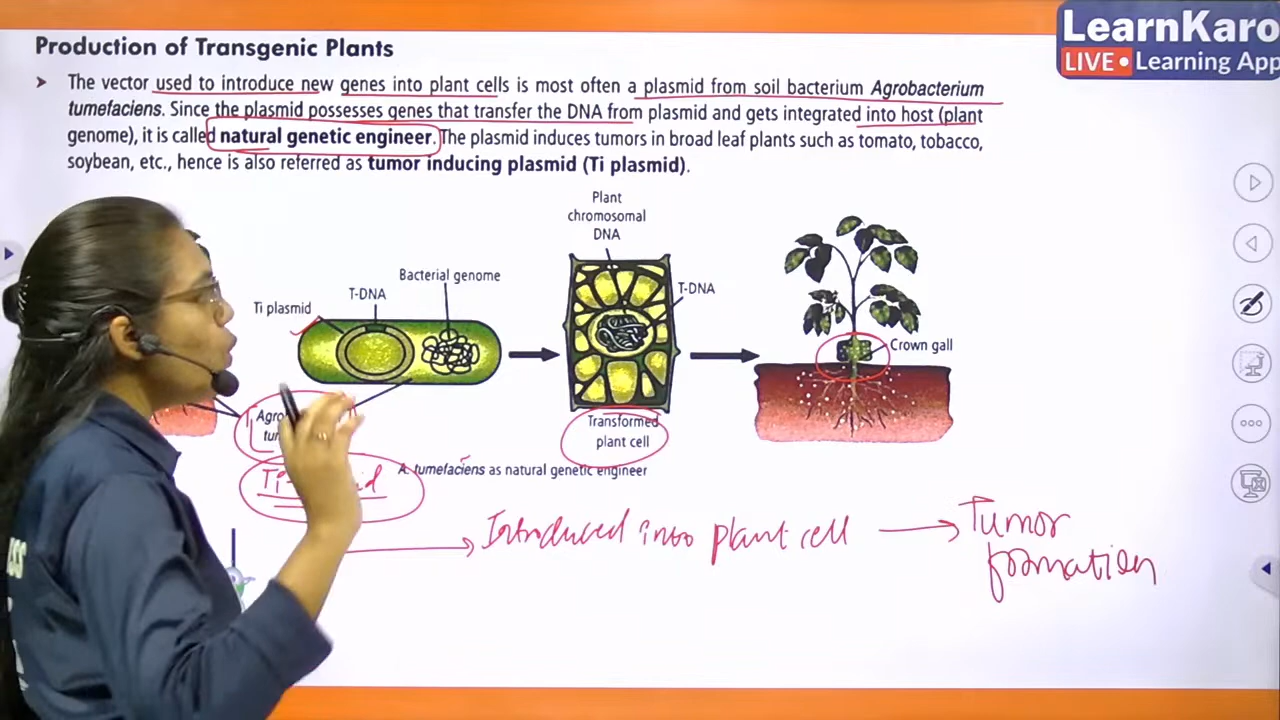 Production of Transgenic Plants
LearnKaro
LIVE • Learning App
➤ The vector used to introduce new genes into plant cells is most often a plasmid from soil bacterium Agrobacterium
tumefaciens. Since the plasmid possesses genes that transfer the DNA from plasmid and gets integrated into host (plant
genome), it is called natural genetic engineer. The plasmid induces tumors in broad leaf plants such as tomato, tobacco,
soybean, etc., hence is also referred as tumor inducing plasmid (Ti plasmid).
Plant
chromosomal
DNA
Bacterial genome
T-DNA
Ti plasmid
T-DNA
Crown gall
Transformed
plant cell
A. tumefaciens as natural genetic engineer
Ti
Introduced into plant cell
Tumor
formation